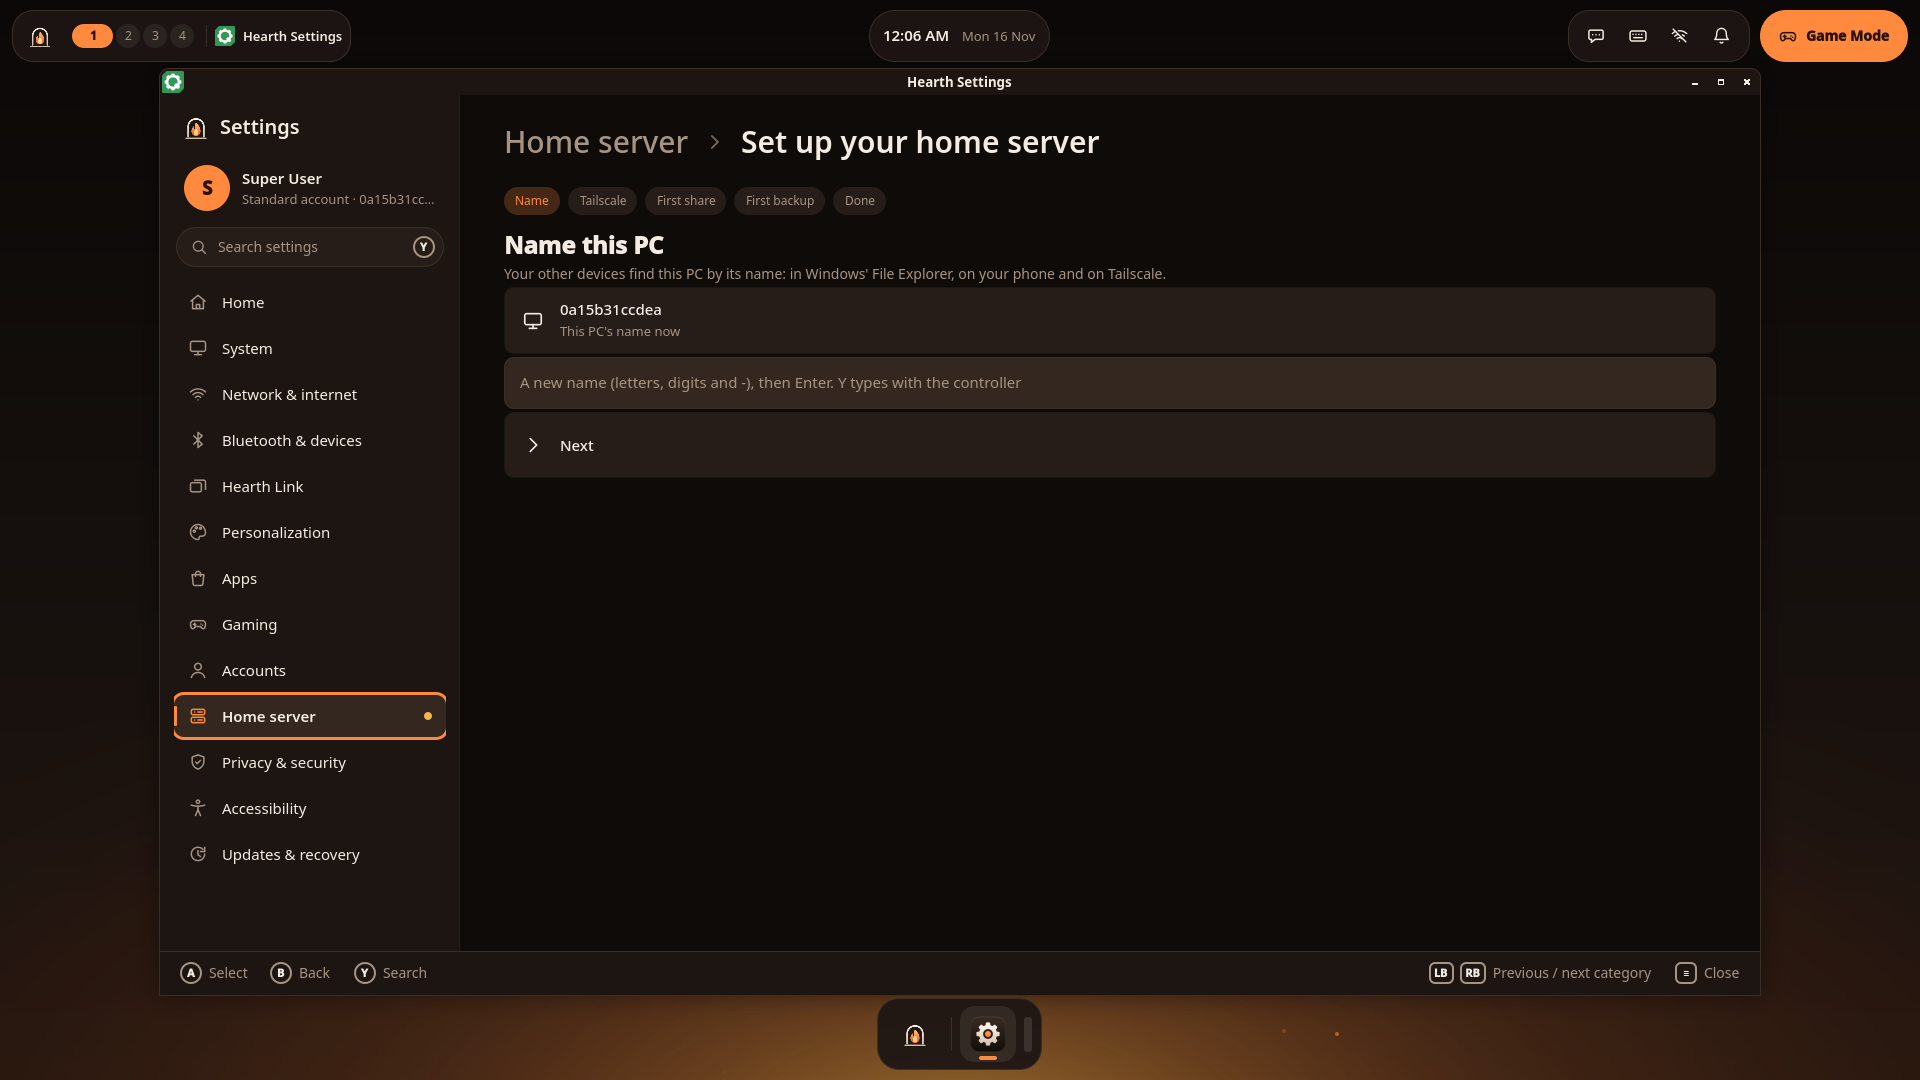 1 2 3 4 Hearth Settings
12:06 AM Mon 16 Nov
Game Mode
Hearth Settings
Settings
S
Super User
Standard account · 0a15b31cc...
Search settings Y
Home
System
Network & internet
Bluetooth & devices
Hearth Link
Personalization
Apps
Gaming
Accounts
Home server
Privacy & security
Accessibility
Updates & recovery
Home server > Set up your home server
Name Tailscale First share First backup Done
Name this PC
Your other devices find this PC by its name: in Windows' File Explorer, on your phone and on Tailscale.
0a15b31ccdea
This PC's name now
A new name (letters, digits and -), then Enter. Y types with the controller
Next
A Select B Back Y Search
LB RB Previous / next category ≡ Close